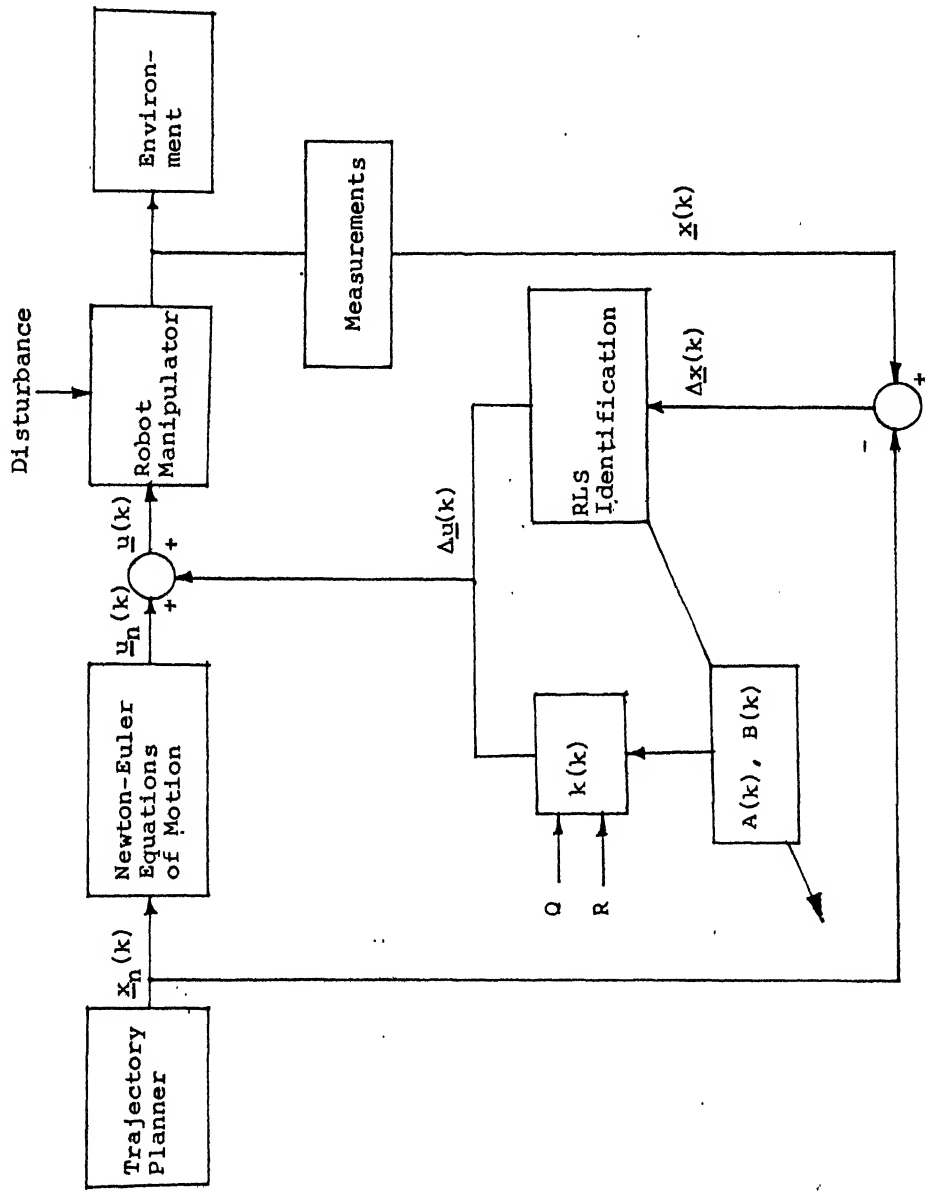 Disturbance
Trajectory
Planner
x_n(k)
Newton-Euler
Equations
of Motion
u_n(k)
+
+
u(k)
Robot
Manipulator
Environ-
ment
Measurements
Δu(k)
Q
R
k(k)
A(k), B(k)
RLS
Identification
Δx(k)
x(k)
-
+